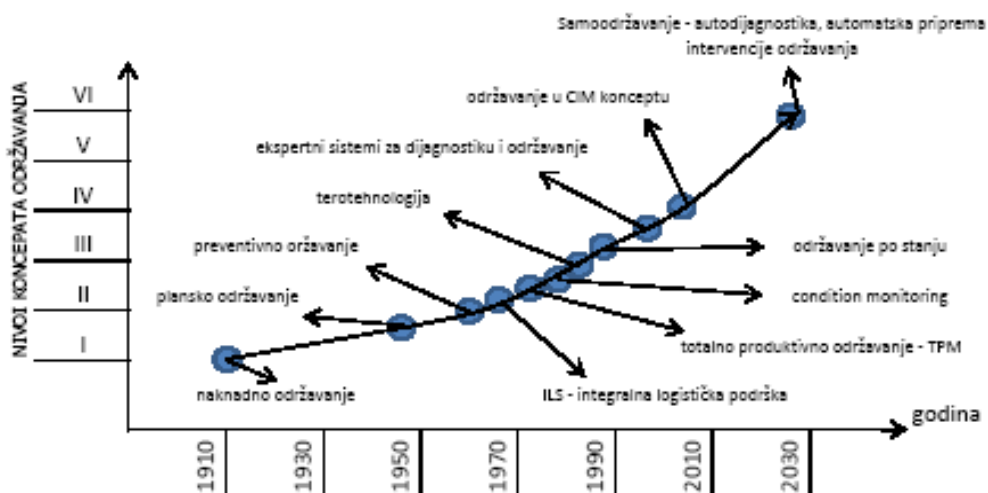 Samoodržavanje - autodijagnostika, automatska priprema
intervencije održavanja
NIVOI KONCEPATA ODRŽAVANJA
VI
održavanje u CIM konceptu
V
ekspertni sistemi za dijagnostiku i održavanje
IV
terotehnologija
III
preventivno oržavanje
održavanje po stanju
II
plansko održavanje
condition monitoring
I
totalno produktivno održavanje - TPM
naknadno održavanje
ILS - integralna logistička podrška
godina
1910
1930
1950
1970
1990
2010
2030